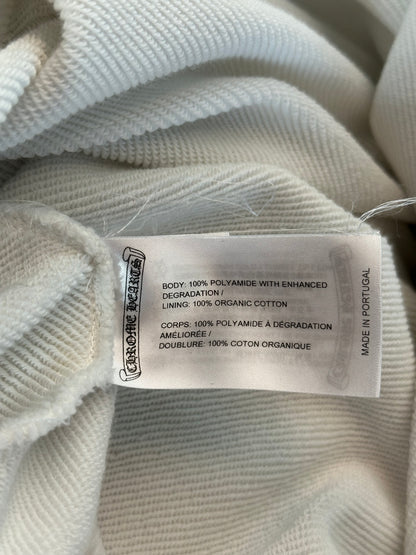 CHROME HEARTS
BODY: 100% POLYAMIDE WITH ENHANCED
DEGRADATION /
LINING: 100% ORGANIC COTTON
CORPS: 100% POLYAMIDE À DÉGRADATION
AMÉLIORÉE /
DOUBLURE: 100% COTON ORGANIQUE
MADE IN PORTUGAL